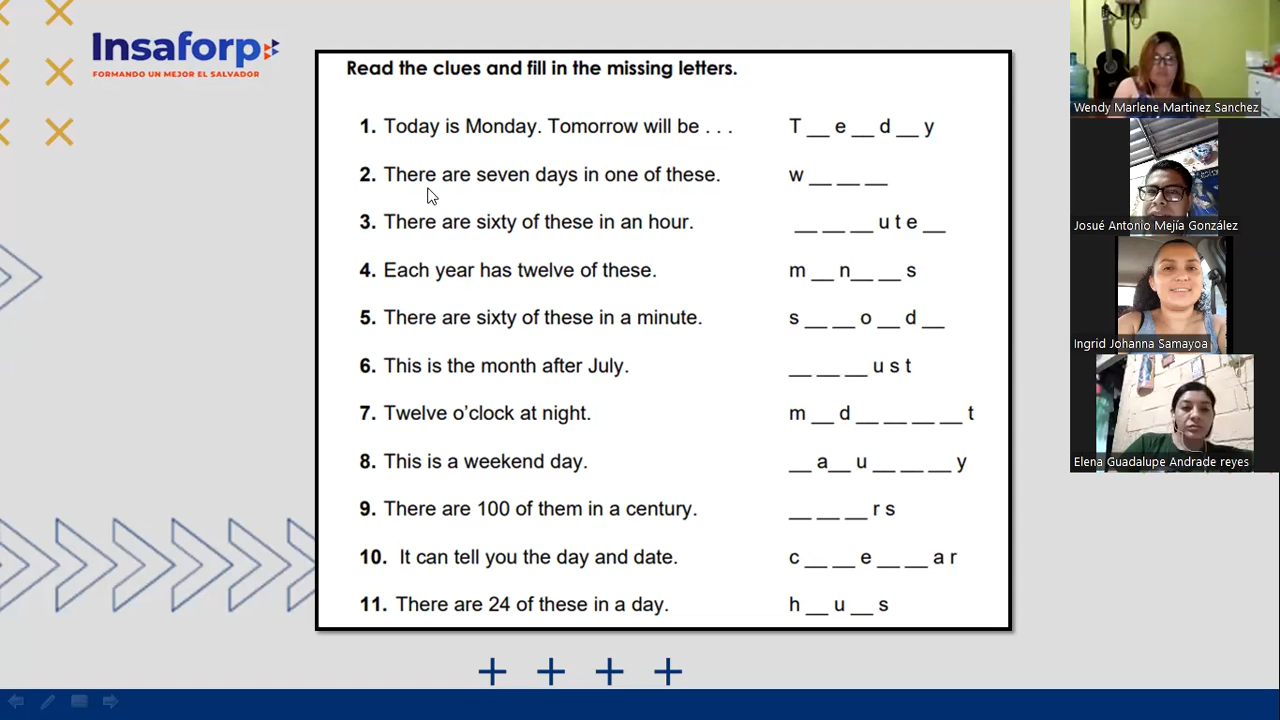 Insaforp
FORMANDO UN MEJOR EL SALVADOR
Read the clues and fill in the missing letters.
1. Today is Monday. Tomorrow will be . . . T __ e __ d __ y
2. There are seven days in one of these. w __ __ __
3. There are sixty of these in an hour. __ __ __ u t e __
4. Each year has twelve of these. m __ n__ __ s
5. There are sixty of these in a minute. s __ __ o __ d __
6. This is the month after July. __ __ __ u s t
7. Twelve o’clock at night. m __ d __ __ __ __ t
8. This is a weekend day. __ a__ u __ __ __ y
9. There are 100 of them in a century. __ __ __ r s
10. It can tell you the day and date. c __ __ e __ __ a r
11. There are 24 of these in a day. h __ u __ s
Wendy Marlene Martinez Sanchez
Josué Antonio Mejía González
Ingrid Johanna Samayoa
Elena Guadalupe Andrade reyes